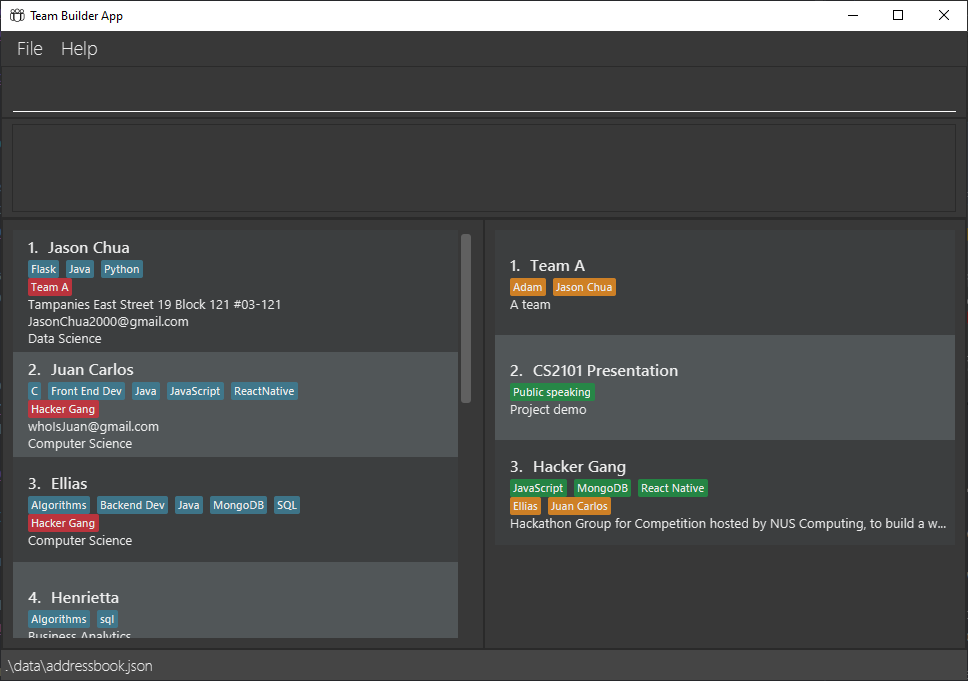 Team Builder App
File Help
1. Jason Chua
Flask Java Python
Team A
Tampanies East Street 19 Block 121 #03-121
JasonChua2000@gmail.com
Data Science
2. Juan Carlos
C Front End Dev Java JavaScript ReactNative
Hacker Gang
whoIsJuan@gmail.com
Computer Science
3. Ellias
Algorithms Backend Dev Java MongoDB SQL
Hacker Gang
Computer Science
4. Henrietta
Algorithms sql
Business Analytics
1. Team A
Adam Jason Chua
A team
2. CS2101 Presentation
Public speaking
Project demo
3. Hacker Gang
JavaScript MongoDB React Native
Ellias Juan Carlos
Hackathon Group for Competition hosted by NUS Computing, to build a w...
.\data\addressbook.json